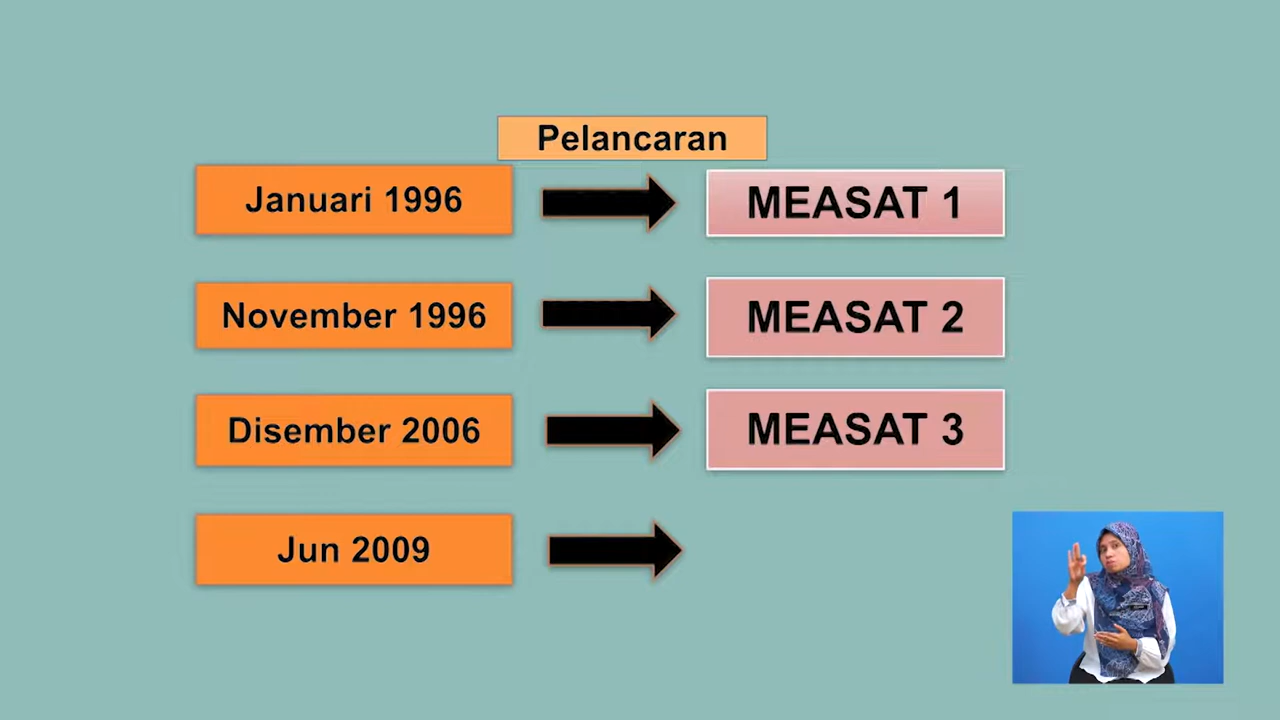 Pelancaran
Januari 1996
MEASAT 1
November 1996
MEASAT 2
Disember 2006
MEASAT 3
Jun 2009